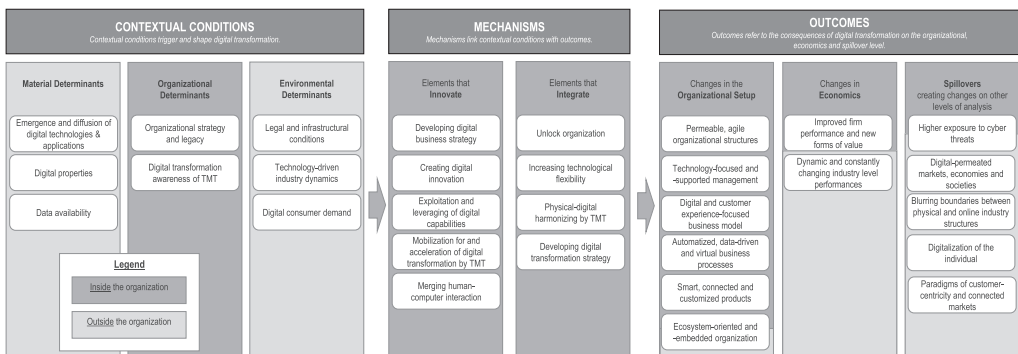 CONTEXTUAL CONDITIONS
Contextual conditions trigger and shape digital transformation.
Material Determinants
Emergence and diffusion of
digital technologies &
applications
Digital properties
Data availability
Organizational
Determinants
Organizational strategy
and legacy
Digital transformation
awareness of TMT
Environmental
Determinants
Legal and infrastructural
conditions
Technology-driven
industry dynamics
Digital consumer demand
Legend
Inside the organization
Outside the organization
MECHANISMS
Mechanisms link contextual conditions with outcomes.
Elements that
Innovate
Developing digital
business strategy
Creating digital
innovation
Exploitation and
leveraging of digital
capabilities
Mobilization for and
acceleration of digital
transformation by TMT
Merging human-
computer interaction
Elements that
Integrate
Unlock organization
Increasing technological
flexibility
Physical-digital
harmonizing by TMT
Developing digital
transformation strategy
OUTCOMES
Outcomes refer to the consequences of digital transformation on the organizational,
economics and spillover level.
Changes in the
Organizational Setup
Permeable, agile
organizational structures
Technology-focused and
-supported management
Digital and customer
experience-focused
business model
Automatized, data-driven
and virtual business
processes
Smart, connected and
customized products
Ecosystem-oriented and
-embedded organization
Changes in
Economics
Improved firm
performance and new
forms of value
Dynamic and constantly
changing industry level
performances
Spillovers
creating changes on other
levels of analysis
Higher exposure to cyber
threats
Digital-permeated
markets, economies and
societies
Blurring boundaries between
physical and online industry
structures
Digitalization of the
individual
Paradigms of customer-
centricity and connected
markets